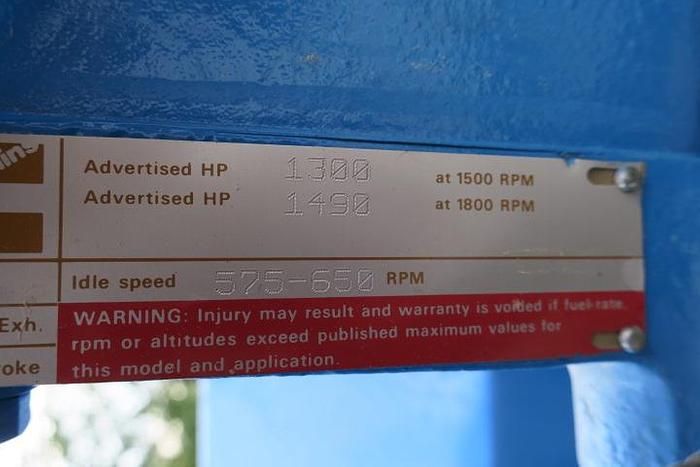 ning
Advertised HP 1300 at 1500 RPM
Advertised HP 1490 at 1800 RPM
Idle speed 575-650 RPM
Exh.
oke
WARNING: Injury may result and warranty is voided if fuel rate
rpm or altitudes exceed published maximum values for
this model and application.